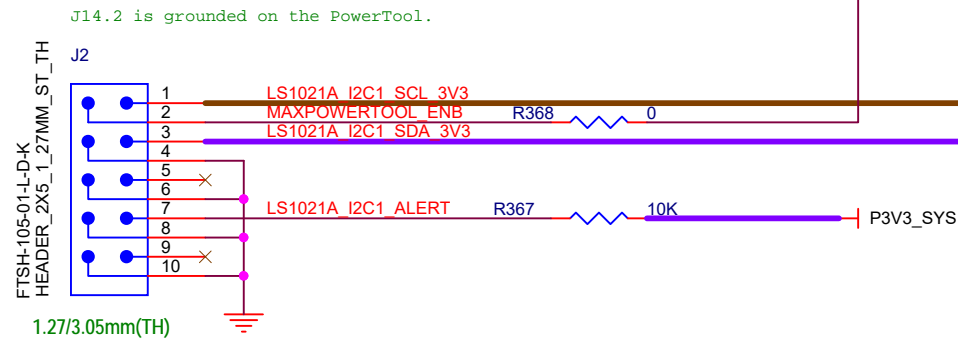 J14.2 is grounded on the PowerTool.
J2
FTSH-105-01-L-D-K
HEADER_2X5_1_27MM_ST_TH
1 LS1021A_I2C1_SCL_3V3
2 MAXPOWERTOOL_ENB R368 0
3 LS1021A_I2C1_SDA_3V3
4
5
6
7 LS1021A_I2C1_ALERT R367 10K P3V3_SYS
8
9
10
1.27/3.05mm(TH)